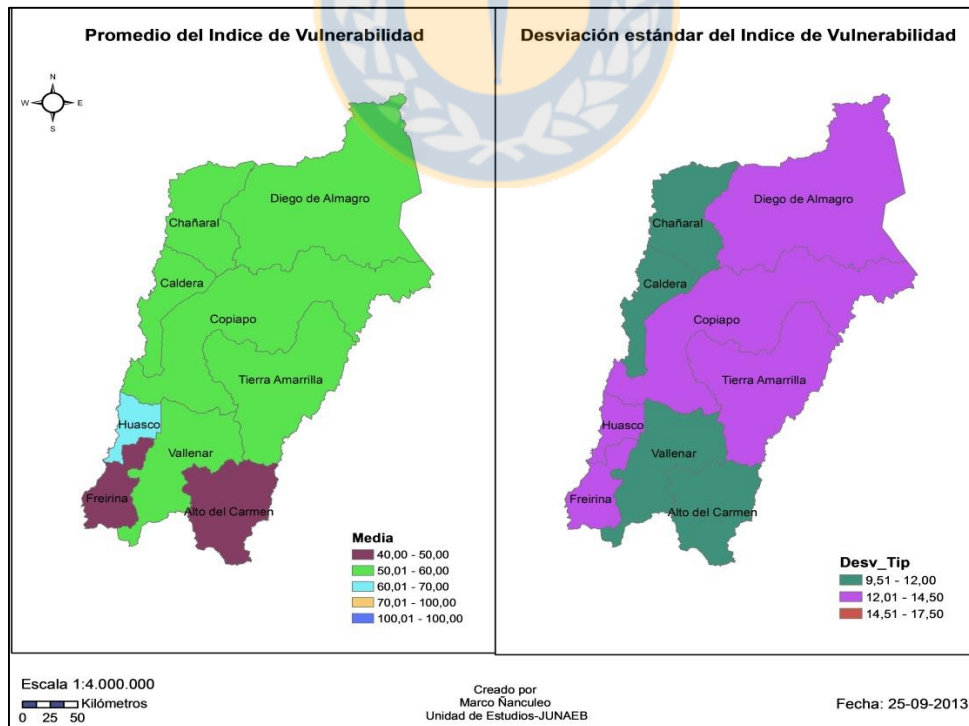 Promedio del Indice de Vulnerabilidad
N
W E
S
Diego de Almagro
Chañaral
Caldera
Copiapo
Tierra Amarrilla
Huasco
Vallenar
Freirina
Alto del Carmen
Media
40,00 - 50,00
50,01 - 60,00
60,01 - 70,00
70,01 - 100,00
100,01 - 100,00
Desviación estándar del Indice de Vulnerabilidad
Diego de Almagro
Chañaral
Caldera
Copiapo
Tierra Amarrilla
Huasco
Vallenar
Freirina
Alto del Carmen
Desv_Tip
9,51 - 12,00
12,01 - 14,50
14,51 - 17,50
Escala 1:4.000.000
Kilómetros
0 25 50
Creado por
Marco Ñanculeo
Unidad de Estudios-JUNAEB
Fecha: 25-09-2013